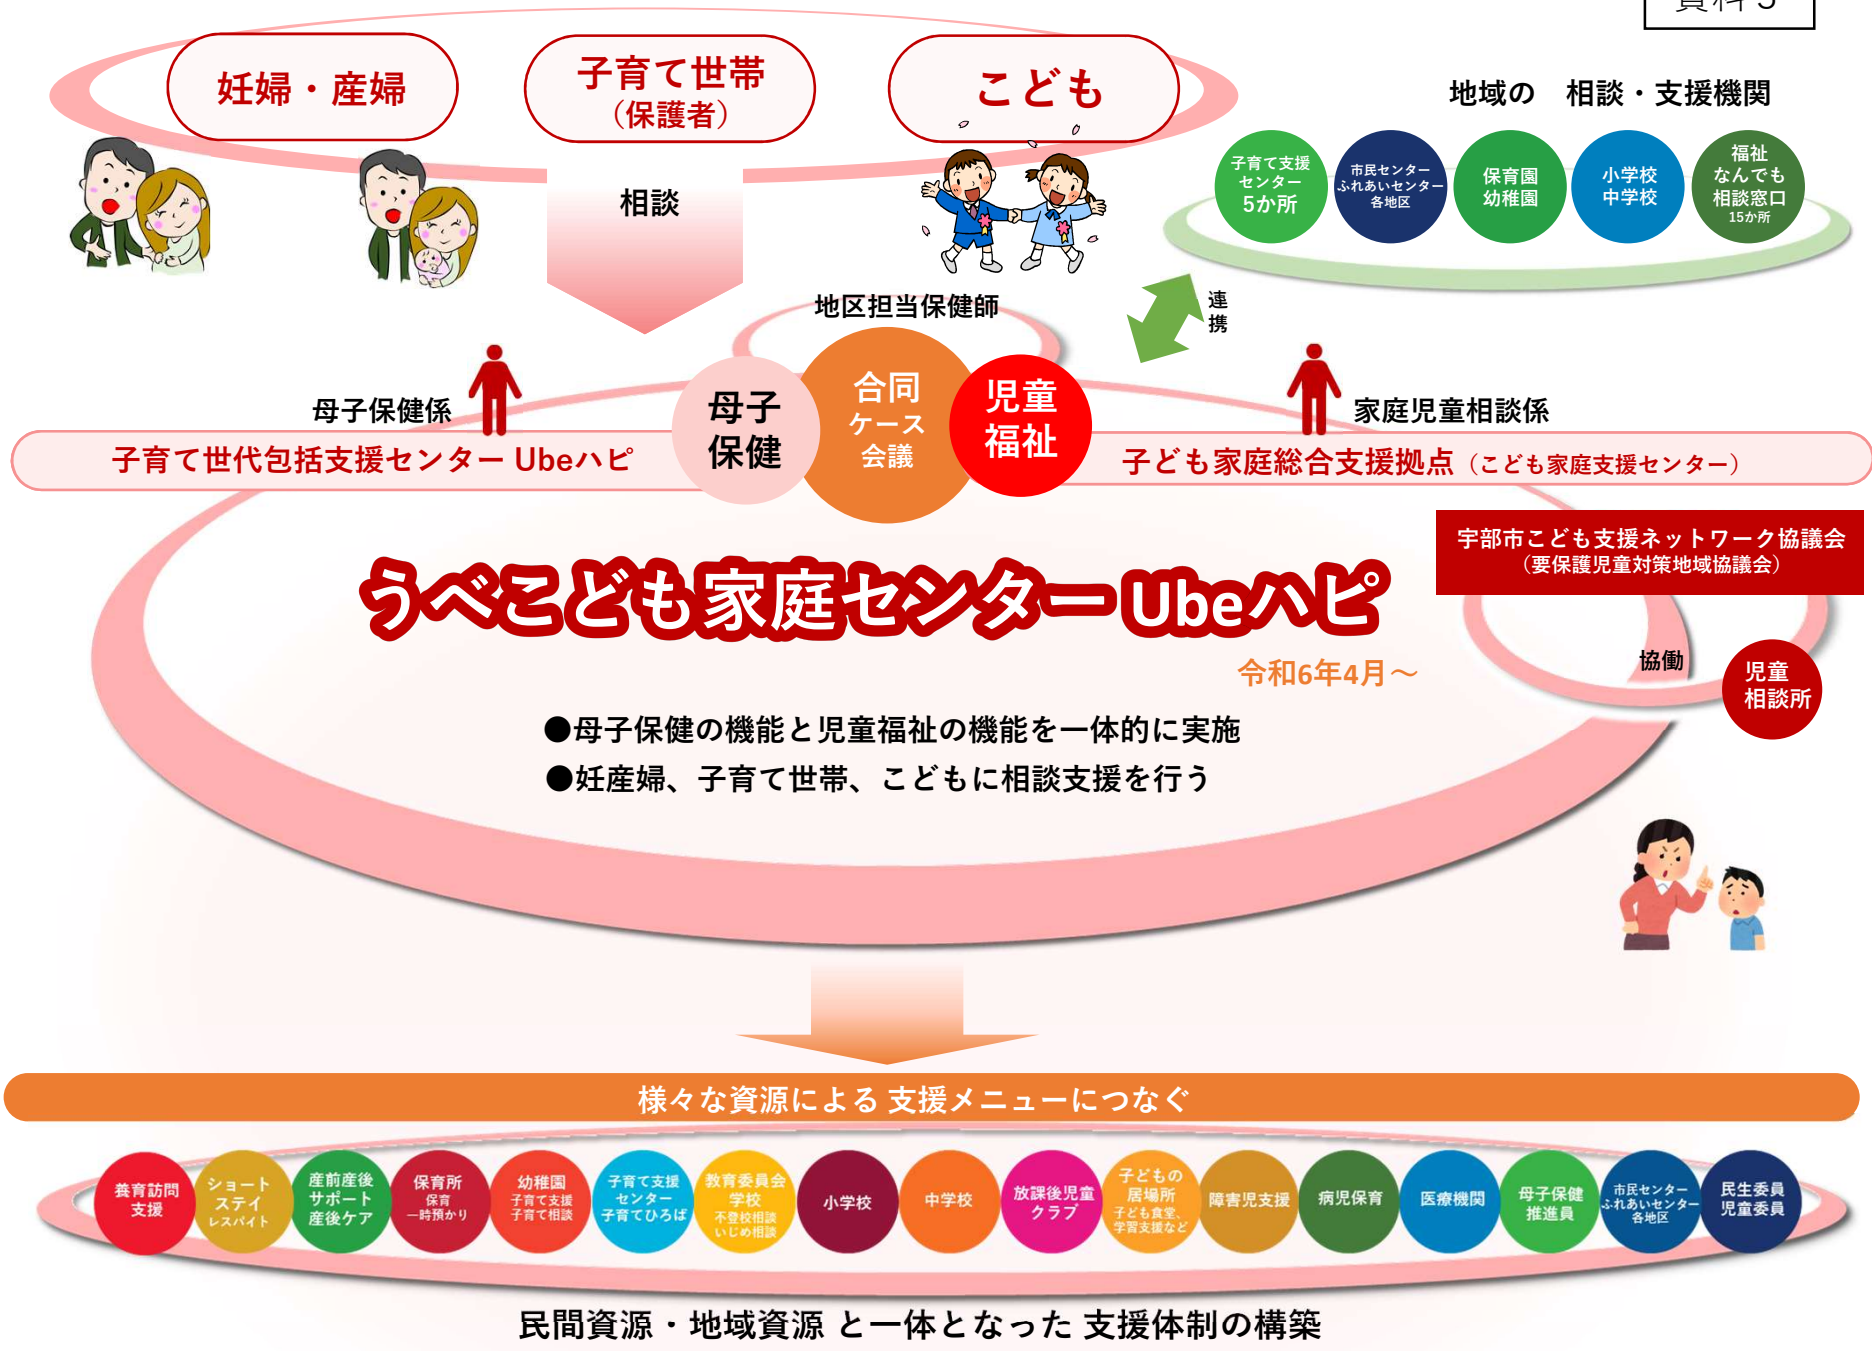 資料3
妊婦・産婦
子育て世帯
（保護者）
こども
地域の　相談・支援機関
子育て支援
センター
5か所
市民センター
ふれあいセンター
各地区
保育園
幼稚園
小学校
中学校
福祉
なんでも
相談窓口
15か所
相談
連
携
地区担当保健師
母子
保健
合同
ケース
会議
児童
福祉
母子保健係
家庭児童相談係
子育て世代包括支援センター Ubeハピ
子ども家庭総合支援拠点（こども家庭支援センター）
宇部市こども支援ネットワーク協議会
（要保護児童対策地域協議会）
うべこども家庭センターUbeハピ
令和6年4月～
協働
児童
相談所
●母子保健の機能と児童福祉の機能を一体的に実施
●妊産婦、子育て世帯、こどもに相談支援を行う
様々な資源による 支援メニューにつなぐ
養育訪問
支援
ショート
ステイ
レスパイト
産前産後
サポート
産後ケア
保育所
保育
一時預かり
幼稚園
子育て支援
子育て相談
子育て支援
センター
子育てひろば
教育委員会
学校
不登校相談
いじめ相談
小学校
中学校
放課後児童
クラブ
子どもの
居場所
子ども食堂、
学習支援など
障害児支援
病児保育
医療機関
母子保健
推進員
市民センター
ふれあいセンター
各地区
民生委員
児童委員
民間資源・地域資源 と一体となった 支援体制の構築